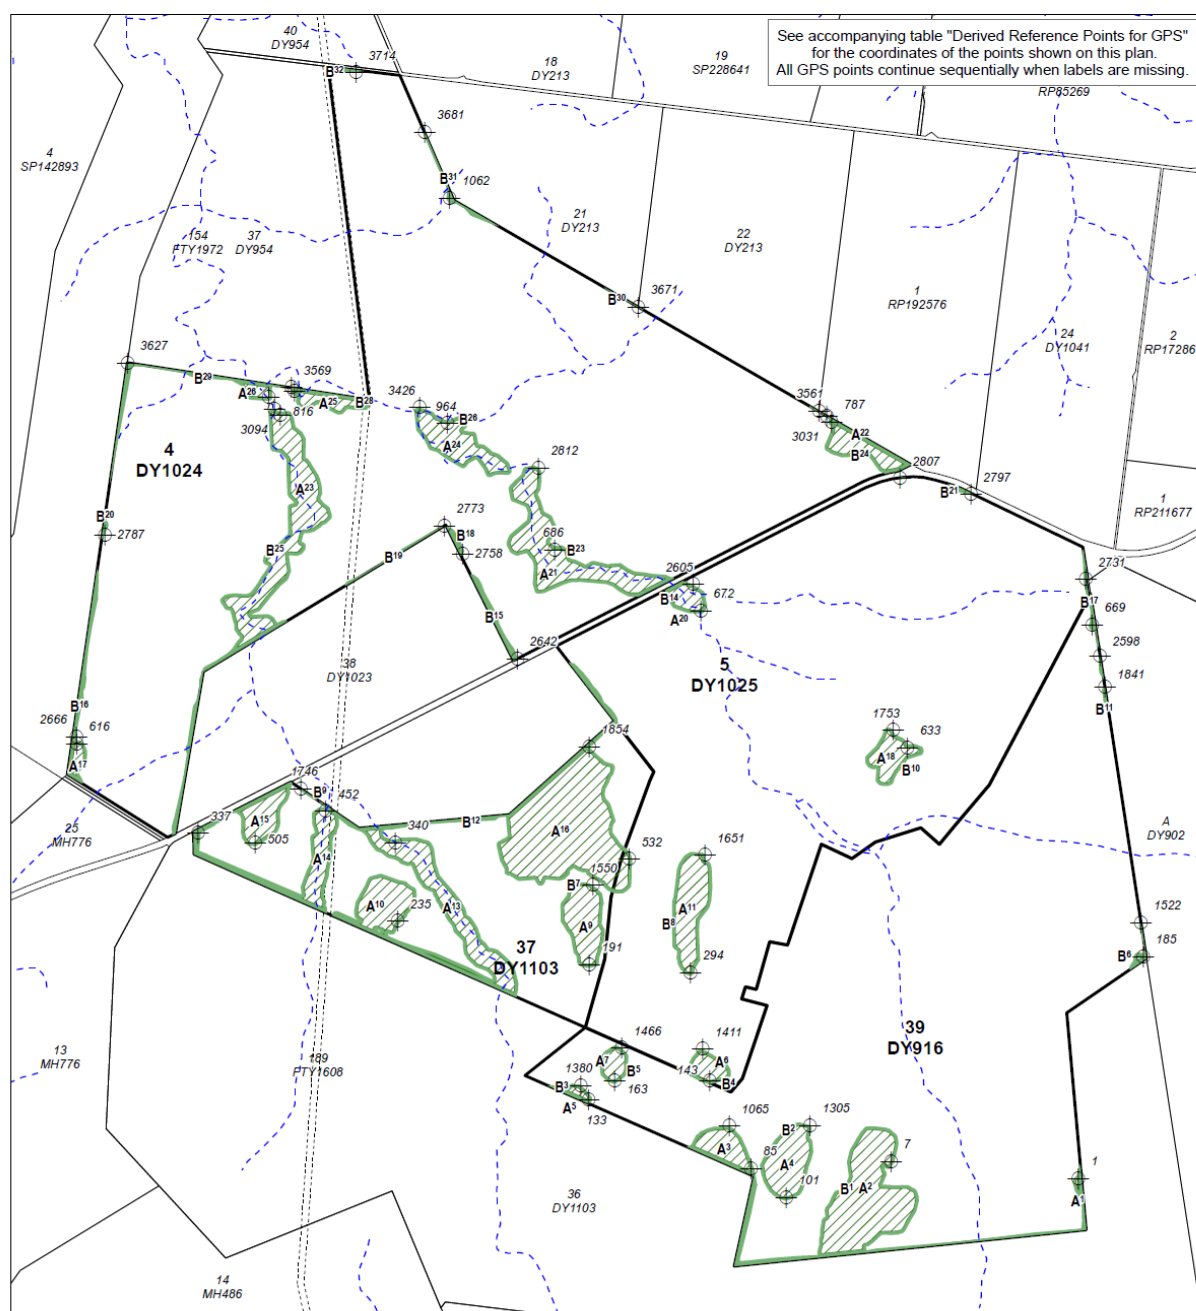 See accompanying table "Derived Reference Points for GPS"
for the coordinates of the points shown on this plan.
All GPS points continue sequentially when labels are missing.
40
DY954
3714
B32
18
DY213
19
SP228641
RP85269
3681
4
SP142893
B31
1062
154
FTY1972
37
DY954
21
DY213
22
DY213
1
RP192576
24
DY1041
2
RP17286
B30
3671
3627
B29
3569
A26
A25
B28
816
3094
3426
964
B26
A24
3561
787
3031
A22
B24
2807
4
DY1024
2812
A23
B21
2797
1
RP211677
B20
2787
2773
B18
2758
B19
B25
686
B23
A21
2605
672
B14
A20
2731
B17
669
2598
1841
B11
B15
2642
38
DY1023
5
DY1025
B16
2666
616
A17
1854
1753
633
A18
B10
1746
B9
452
337
A15
505
B12
340
A16
25
MH776
A14
532
1651
A
DY902
A10
235
A13
1550
B7
A9
A11
B8
191
294
37
DY1103
1522
185
B6
39
DY916
13
MH776
189
FTY1608
1466
A7
B5
163
1380
B3
A5
133
1411
A6
143
B4
1065
A3
85
B2
1305
A4
101
7
B1
A2
1
A1
36
DY1103
14
MH486